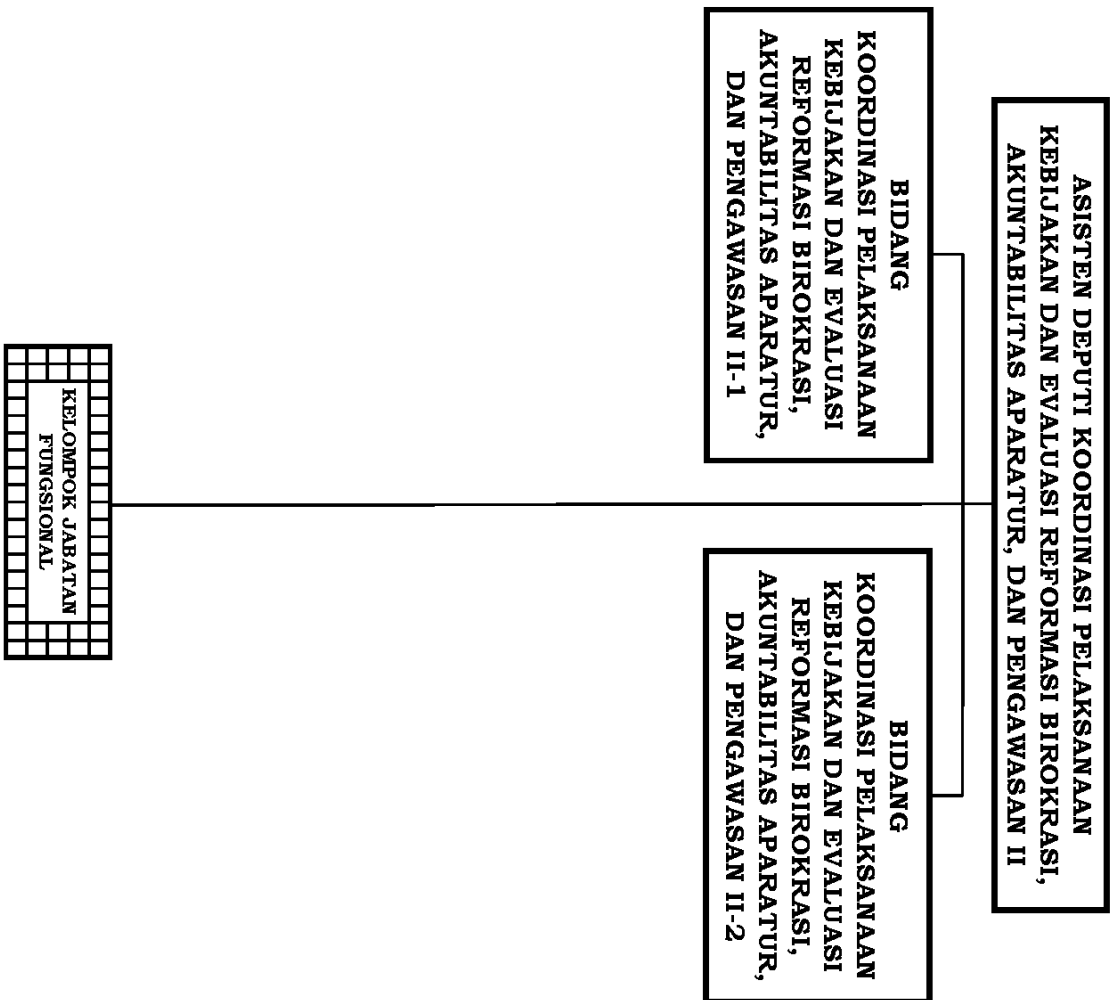 ASISTEN DEPUTI KOORDINASI PELAKSANAAN
KEBIJAKAN DAN EVALUASI REFORMASI BIROKRASI,
AKUNTABILITAS APARATUR, DAN PENGAWASAN II
BIDANG
KOORDINASI PELAKSANAAN
KEBIJAKAN DAN EVALUASI
REFORMASI BIROKRASI,
AKUNTABILITAS APARATUR,
DAN PENGAWASAN II-1
BIDANG
KOORDINASI PELAKSANAAN
KEBIJAKAN DAN EVALUASI
REFORMASI BIROKRASI,
AKUNTABILITAS APARATUR,
DAN PENGAWASAN II-2
KELOMPOK JABATAN
FUNGSIONAL